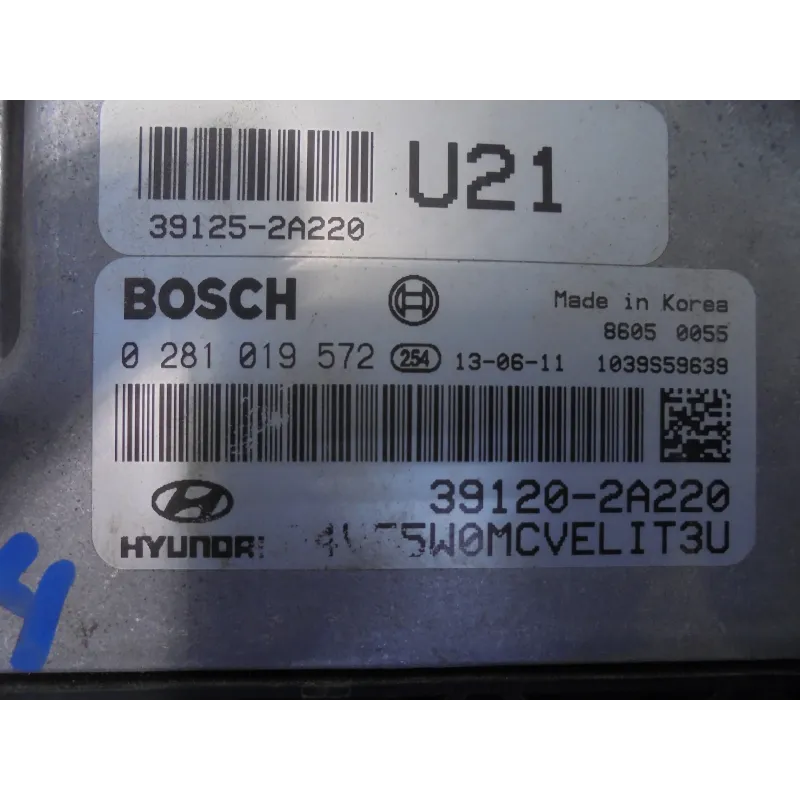 U21
39125-2A220
BOSCH
Made in Korea
8605 0055
0 281 019 572 254 13-06-11 1039S59639
39120-2A220
HYUNDAI
5W0MCVELIT3U
4